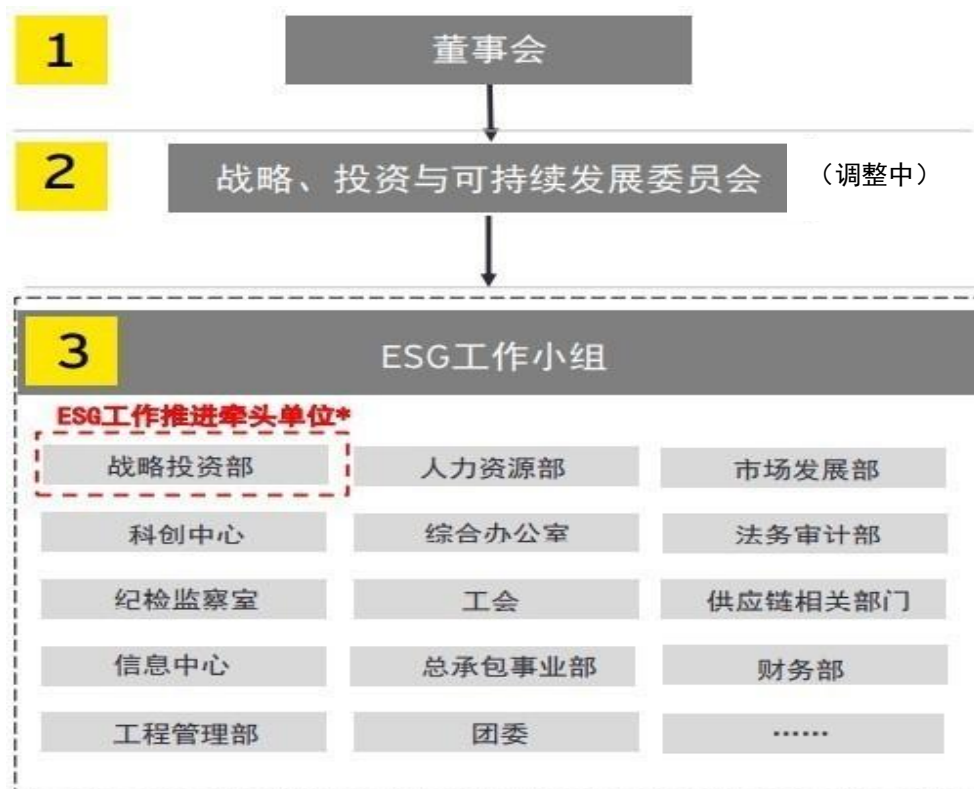 1
董事会
2
战略、投资与可持续发展委员会
（调整中）
3
ESG工作小组
ESG工作推进牵头单位*
战略投资部
人力资源部
市场发展部
科创中心
综合办公室
法务审计部
纪检监察室
工会
供应链相关部门
信息中心
总承包事业部
财务部
工程管理部
团委
……